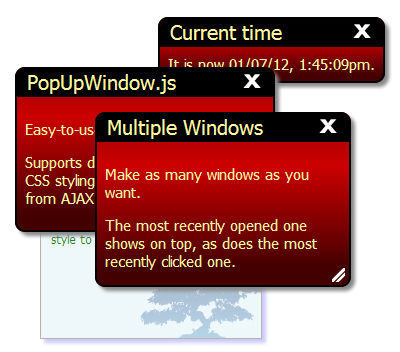 Current time
It is now 01/07/12, 1:45:09pm.
PopUpWindow.js
Easy-to-use
Supports d
CSS styling
from AJAX
Multiple Windows
Make as many windows as you
want.
The most recently opened one
shows on top, as does the most
recently clicked one.
style to